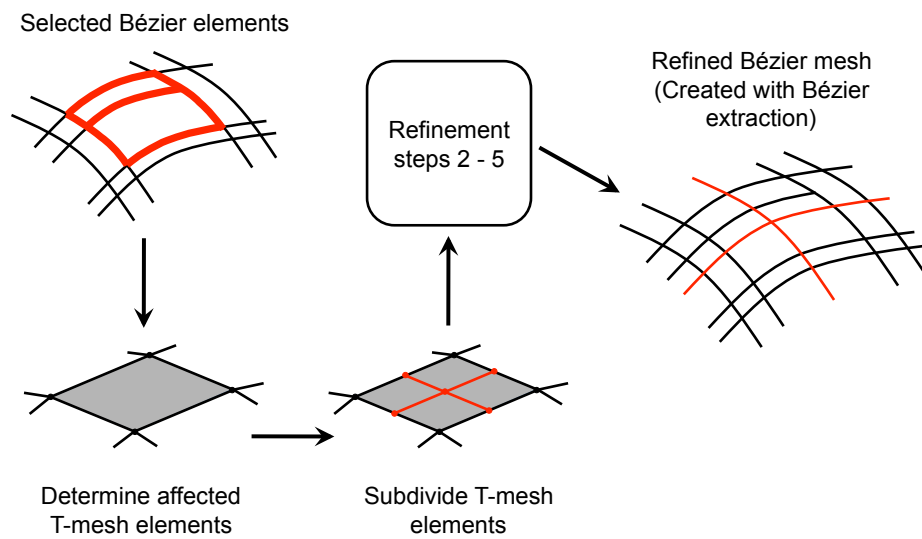 Selected Bézier elements
Determine affected
T-mesh elements
Subdivide T-mesh
elements
Refinement
steps 2 - 5
Refined Bézier mesh
(Created with Bézier
extraction)